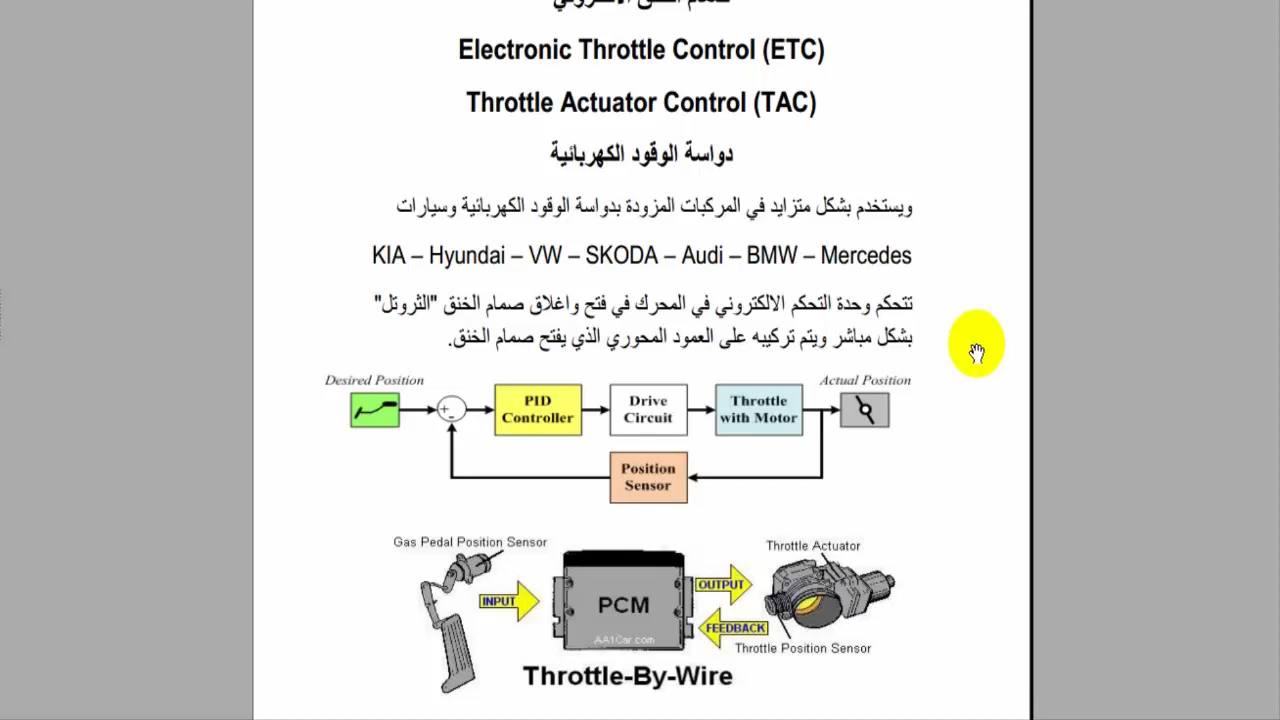 Electronic Throttle Control (ETC)
Throttle Actuator Control (TAC)
دواسة الوقود الكهربائية
ويستخدم بشكل متزايد في المركبات المزودة بدواسة الوقود الكهربائية وسيارات
KIA – Hyundai – VW – SKODA – Audi – BMW – Mercedes
تتحكم وحدة التحكم الالكتروني في المحرك في فتح واغلاق صمام الخنق "الثروتل"
بشكل مباشر ويتم تركيبه على العمود المحوري الذي يفتح صمام الخنق.
Desired Position
Actual Position
+
-
PID
Controller
Drive
Circuit
Throttle
with Motor
Position
Sensor
Gas Pedal Position Sensor
Throttle Actuator
INPUT
PCM
AA1Car.com
OUTPUT
FEEDBACK
Throttle Position Sensor
Throttle-By-Wire